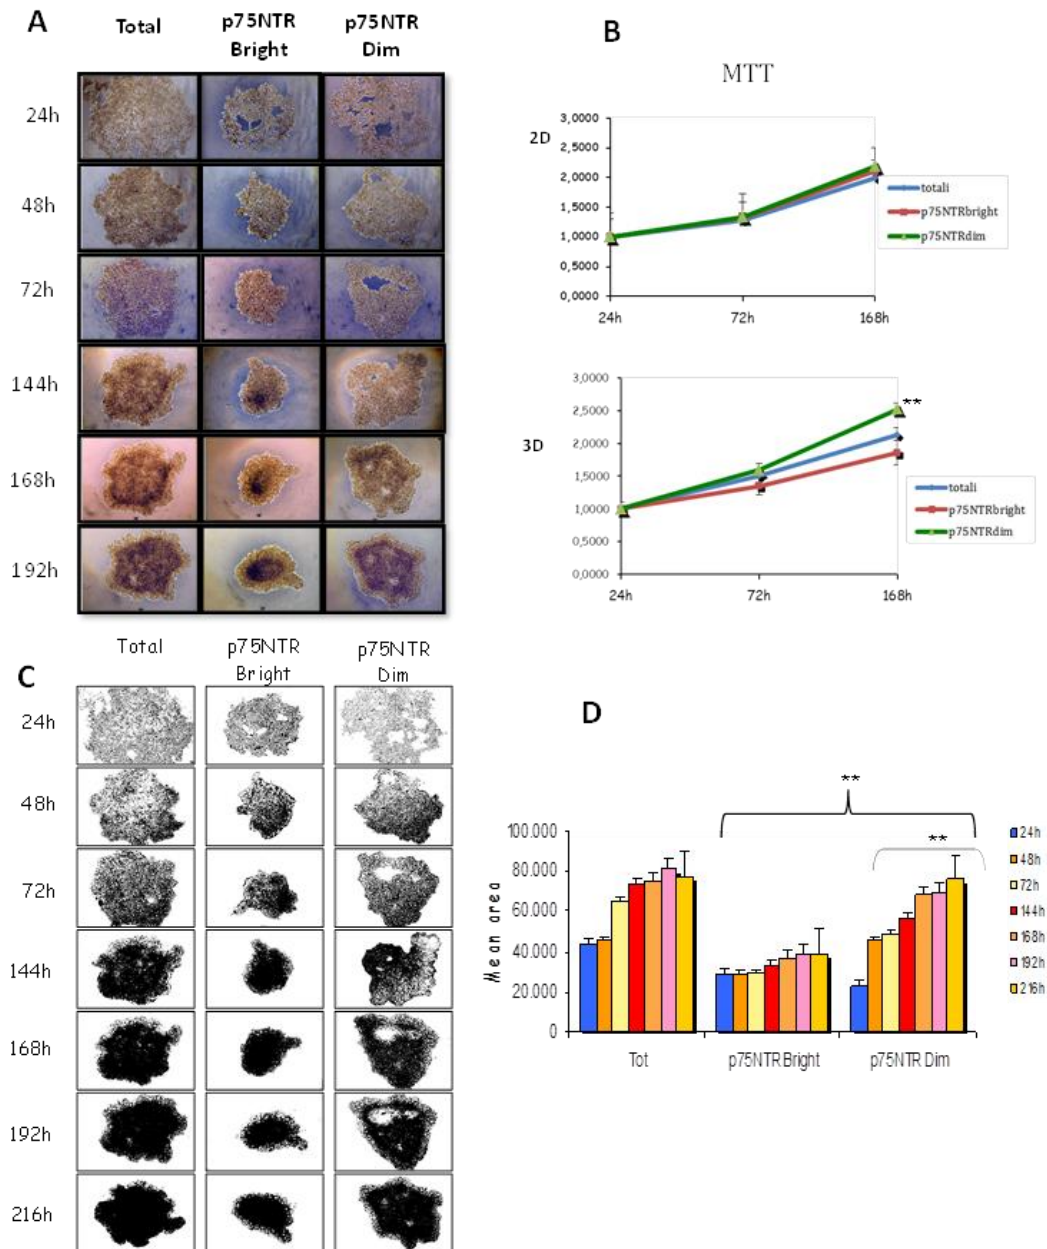 A
Total
p75NTR
Bright
p75NTR
Dim
24h
48h
72h
144h
168h
192h
B
MTT
2D
3,0000
2,5000
2,0000
1,5000
1,0000
0,5000
0,0000
24h
72h
168h
totali
p75NTRbright
p75NTRdim
3D
3,0000
2,5000
2,0000
1,5000
1,0000
0,5000
0,0000
24h
72h
168h
**
totali
p75NTRbright
p75NTRdim
C
Total
p75NTR
Bright
p75NTR
Dim
24h
48h
72h
144h
168h
192h
216h
D
**
**
Mean area
100.000
80.000
60.000
40.000
20.000
0
Tot
p75NTR Bright
p75NTR Dim
24h
48h
72h
144h
168h
192h
216h